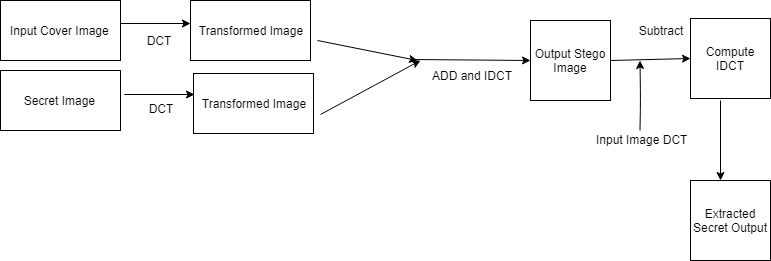 Input Cover Image
DCT
Transformed Image
Secret Image
DCT
Transformed Image
ADD and IDCT
Output Stego
Image
Subtract
Input Image DCT
Compute
IDCT
Extracted
Secret Output